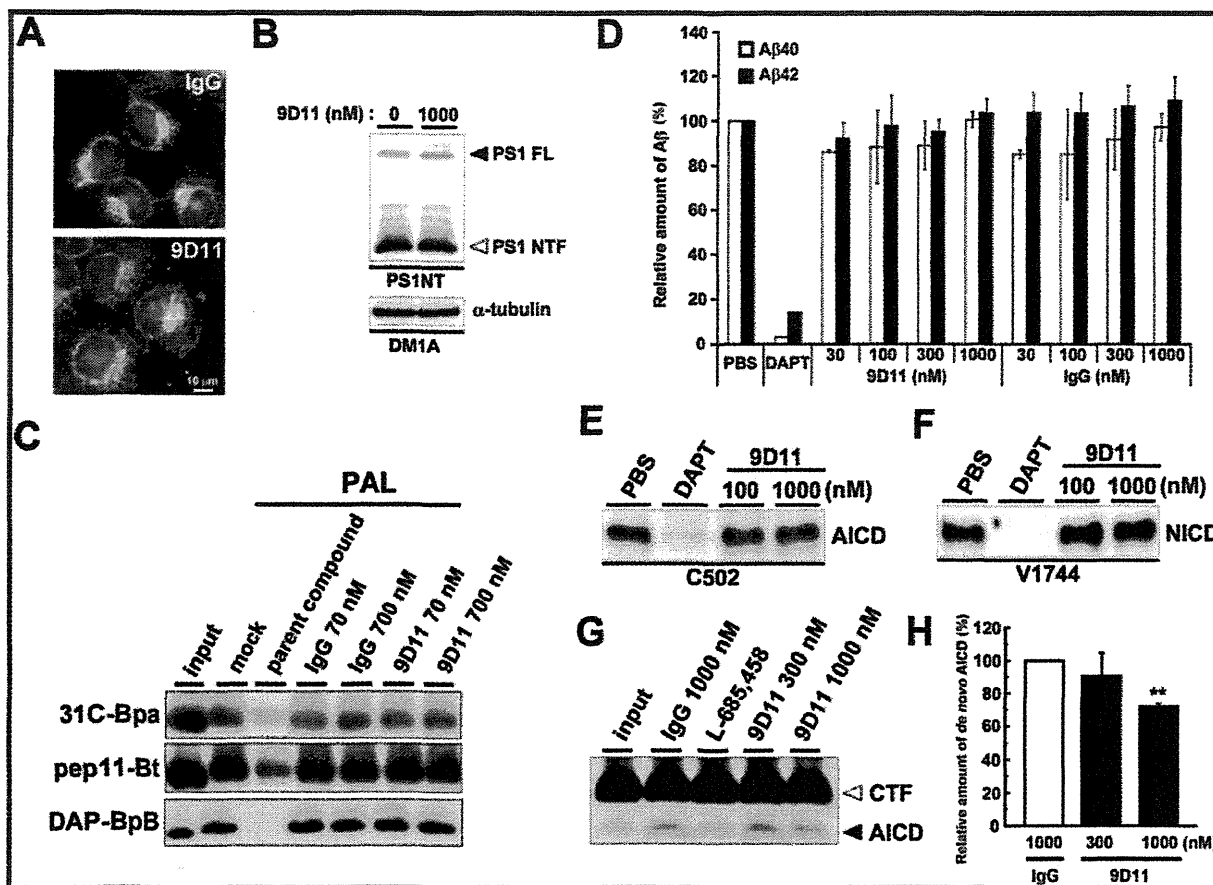 A
IgG
9D11
10 μm
B
9D11 (nM) : 0 1000
PS1 FL
PS1 NTF
PS1NT
α-tubulin
DM1A
C
PAL
input
mock
parent compound
IgG 70 nM
IgG 700 nM
9D11 70 nM
9D11 700 nM
31C-Bpa
pep11-Bt
DAP-BpB
D
Relative amount of Aβ (%)
140
120
100
80
60
40
20
0
Aβ40
Aβ42
PBS DAPT 30 100 300 1000 30 100 300 1000
9D11 (nM) IgG (nM)
E
PBS DAPT 9D11
100 1000 (nM)
AICD
C502
F
PBS DAPT 9D11
100 1000 (nM)
NICD
V1744
G
input
IgG 1000 nM
L-685,458
9D11 300 nM
9D11 1000 nM
CTF
AICD
H
Relative amount of de novo AICD (%)
120
100
80
60
40
20
0
**
1000 300 1000 (nM)
IgG 9D11